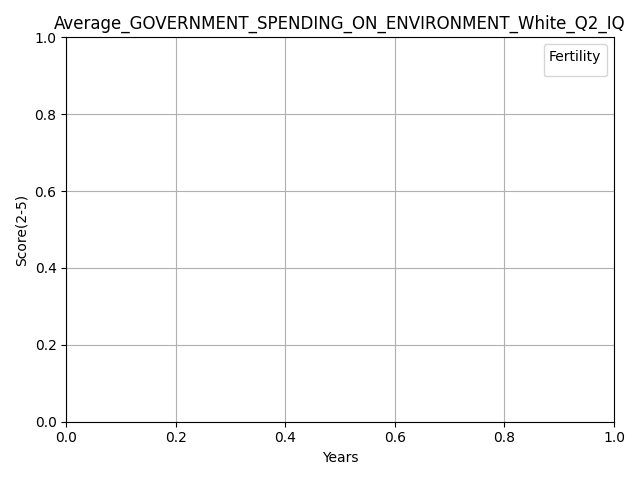 Average_GOVERNMENT_SPENDING_ON_ENVIRONMENT_White_Q2_IQ
Fertility
1.0
0.8
0.6
0.4
0.2
0.0
Score(2-5)
0.0 0.2 0.4 0.6 0.8 1.0
Years